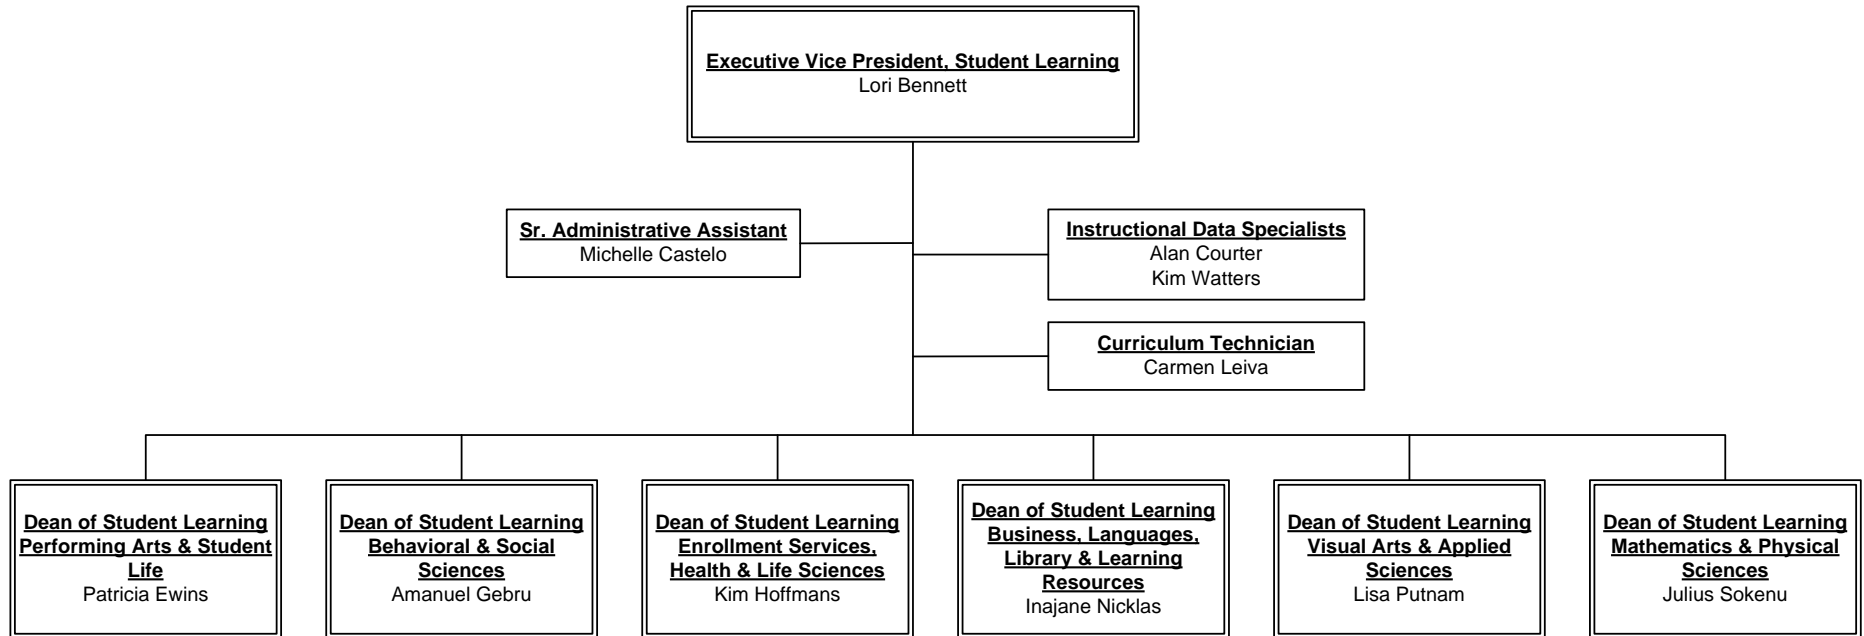 Executive Vice President, Student Learning
Lori Bennett
Sr. Administrative Assistant
Michelle Castelo
Instructional Data Specialists
Alan Courter
Kim Watters
Curriculum Technician
Carmen Leiva
Dean of Student Learning
Performing Arts & Student
Life
Patricia Ewins
Dean of Student Learning
Behavioral & Social
Sciences
Amanuel Gebru
Dean of Student Learning
Enrollment Services,
Health & Life Sciences
Kim Hoffmans
Dean of Student Learning
Business, Languages,
Library & Learning
Resources
Inajane Nicklas
Dean of Student Learning
Visual Arts & Applied
Sciences
Lisa Putnam
Dean of Student Learning
Mathematics & Physical
Sciences
Julius Sokenu